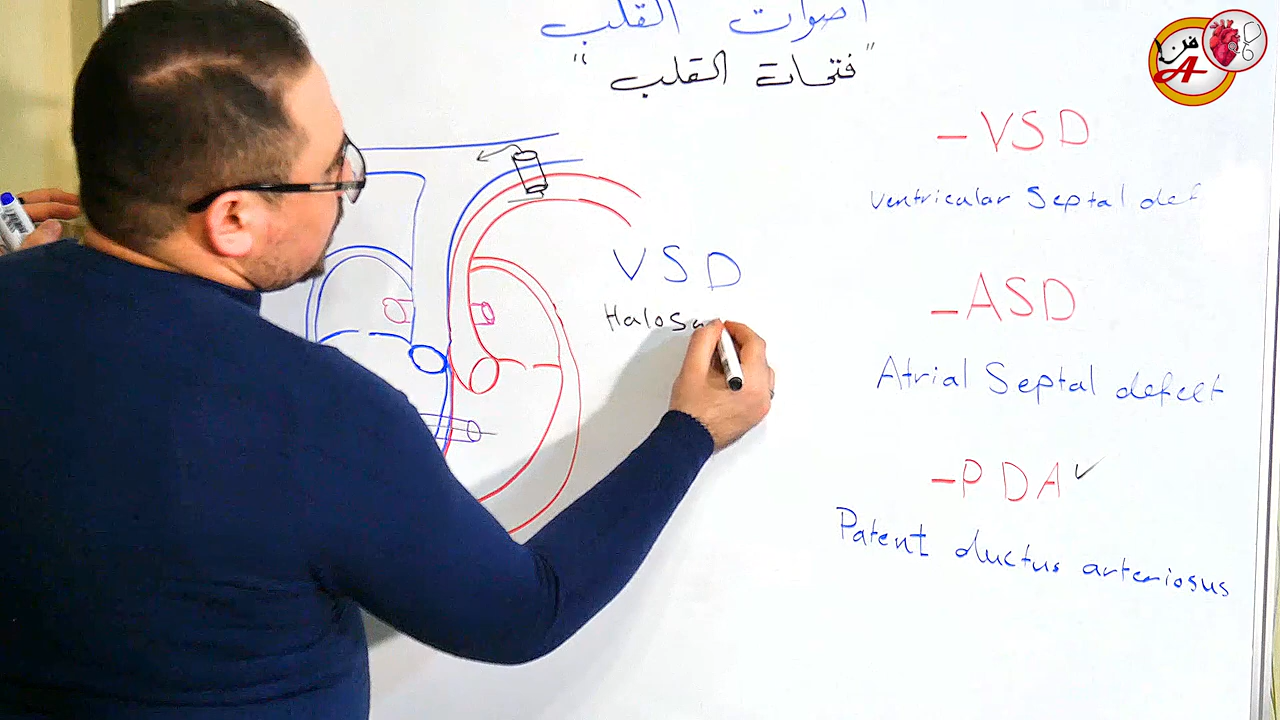 أصوات القلب
"فتحات القلب"
- VSD
Ventricular Septal def
VSD
Halosa
- ASD
Atrial Septal defect
- PDA ✓
Patent ductus arteriosus
A